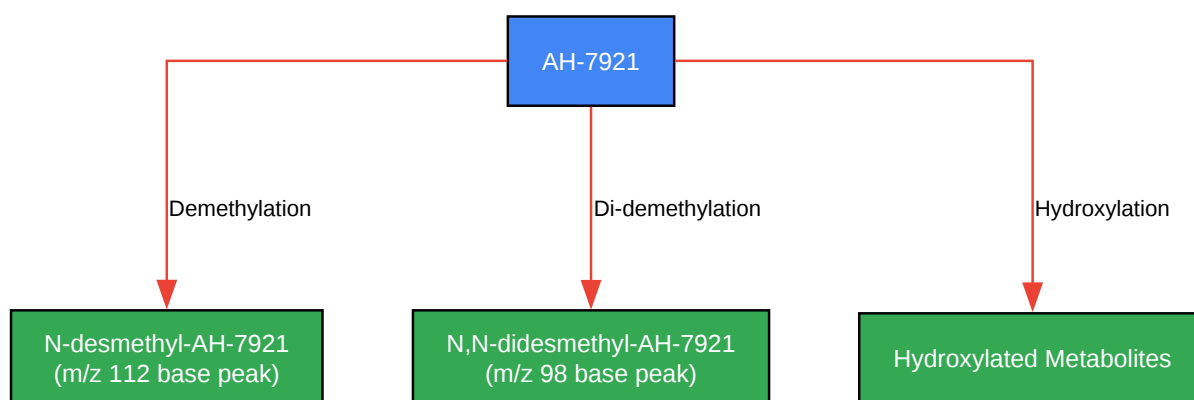 AH-7921
Demethylation
Di-demethylation
Hydroxylation
N-desmethyl-AH-7921
(m/z 112 base peak)
N,N-didesmethyl-AH-7921
(m/z 98 base peak)
Hydroxylated Metabolites